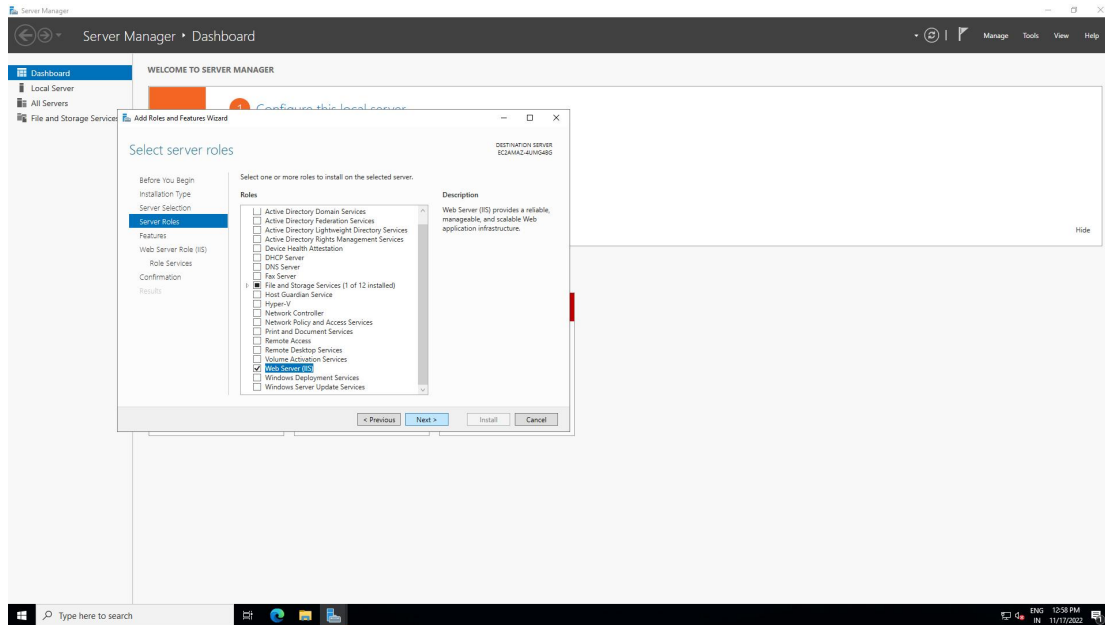 Server Manager
Server Manager • Dashboard
Manage Tools View Help
Dashboard
Local Server
All Servers
File and Storage Services
WELCOME TO SERVER MANAGER
1 Configure this local server
Hide
Add Roles and Features Wizard
Select server roles
DESTINATION SERVER
EC2AMAZ-4UMG4BG
Before You Begin
Installation Type
Server Selection
Server Roles
Features
Web Server Role (IIS)
Role Services
Confirmation
Results
Select one or more roles to install on the selected server.
Roles
Active Directory Domain Services
Active Directory Federation Services
Active Directory Lightweight Directory Services
Active Directory Rights Management Services
Device Health Attestation
DHCP Server
DNS Server
Fax Server
File and Storage Services (1 of 12 installed)
Host Guardian Service
Hyper-V
Network Controller
Network Policy and Access Services
Print and Document Services
Remote Access
Remote Desktop Services
Volume Activation Services
Web Server (IIS)
Windows Deployment Services
Windows Server Update Services
Description
Web Server (IIS) provides a reliable,
manageable, and scalable Web
application infrastructure.
< Previous Next > Install Cancel
Type here to search
ENG 12:58 PM
IN 11/17/2022